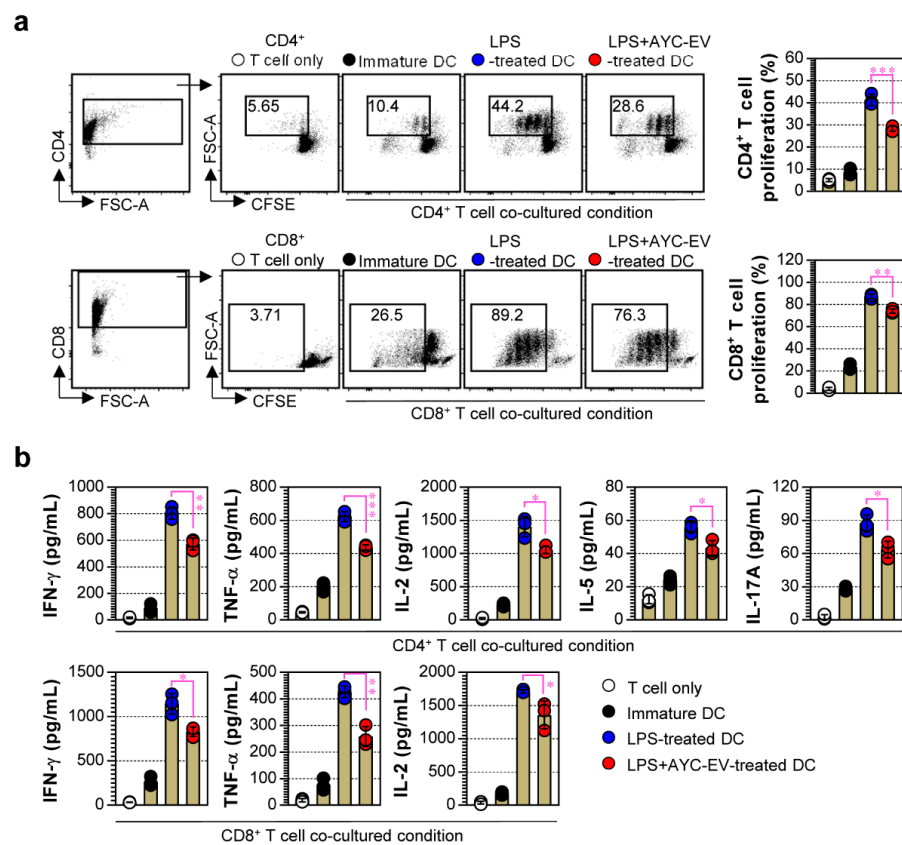 a
CD4⁺
T cell only
Immature DC
LPS
-treated DC
LPS+AYC-EV
-treated DC
CD4
FSC-A
FSC-A
CFSE
5.65
10.4
44.2
28.6
CD4⁺ T cell co-cultured condition
CD4⁺ T cell
proliferation (%)
60
50
40
30
20
10
0
***
CD8⁺
T cell only
Immature DC
LPS
-treated DC
LPS+AYC-EV
-treated DC
CD8
FSC-A
FSC-A
CFSE
3.71
26.5
89.2
76.3
CD8⁺ T cell co-cultured condition
CD8⁺ T cell
proliferation (%)
120
100
80
60
40
20
0
**
b
IFN-γ (pg/mL)
1000
800
600
400
200
0
**
TNF-α (pg/mL)
800
600
400
200
0
***
IL-2 (pg/mL)
2000
1500
1000
500
0
*
IL-5 (pg/mL)
80
60
40
20
0
*
IL-17A (pg/mL)
120
90
60
30
0
*
CD4⁺ T cell co-cultured condition
IFN-γ (pg/mL)
1500
1000
500
0
*
TNF-α (pg/mL)
500
400
300
200
100
0
**
IL-2 (pg/mL)
2000
1500
1000
500
0
*
CD8⁺ T cell co-cultured condition
T cell only
Immature DC
LPS-treated DC
LPS+AYC-EV-treated DC